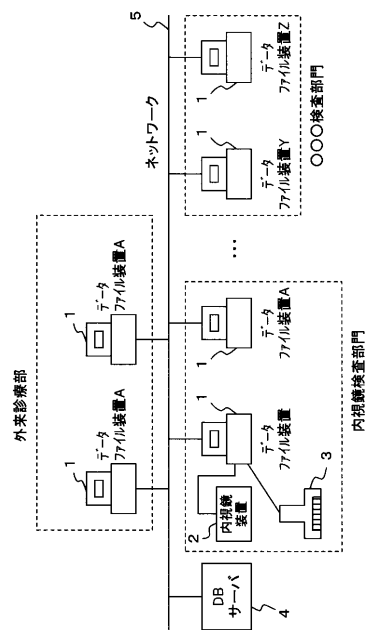 外来診療部
1
データ
ファイル装置A
1
データ
ファイル装置A
ネットワーク
5
DB
サーバ
4
2
内視鏡
装置
3
1
データ
ファイル装置
1
データ
ファイル装置A
内視鏡検査部門
…
1
データ
ファイル装置Y
1
データ
ファイル装置Z
○○○検査部門